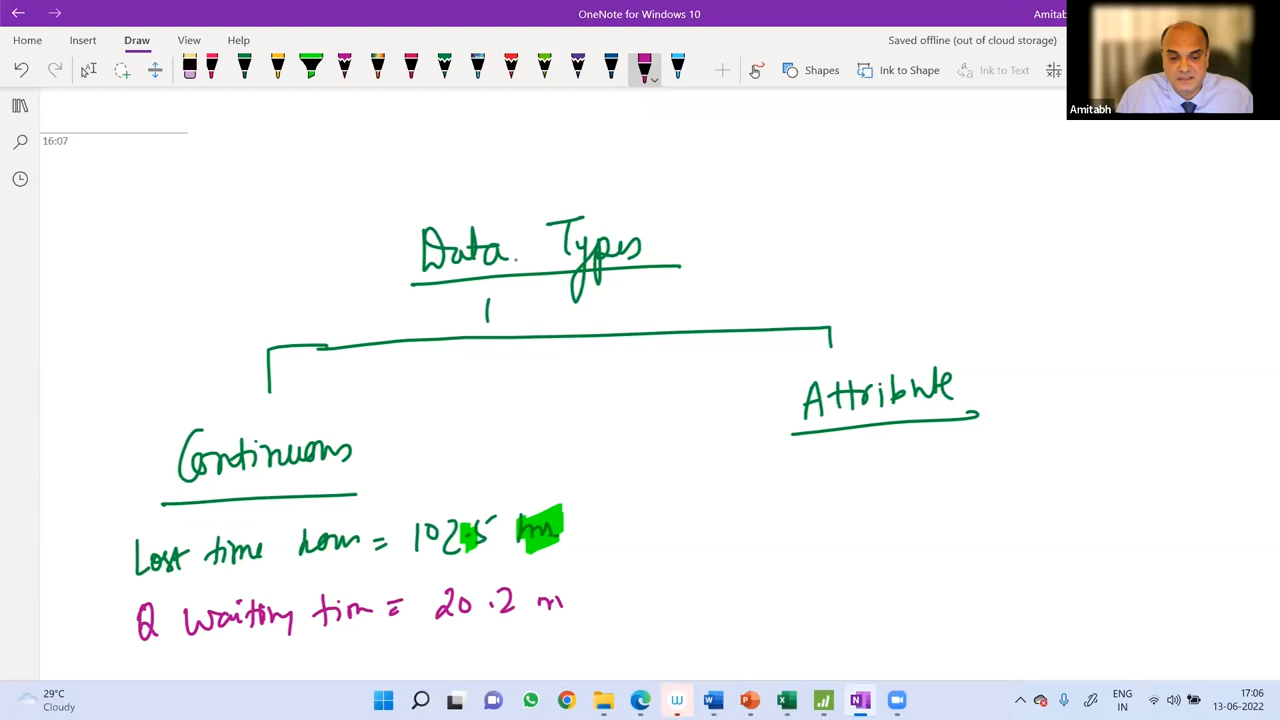 OneNote for Windows 10
Amitab
Home Insert Draw View Help
Saved offline (out of cloud storage)
Shapes Ink to Shape Ink to Text
Amitabh
16:07
Data Types
Continuous
Attribute
Lost time hours = 102.5 hrs
Q Waiting time = 20.2 m
29°C
Cloudy
ENG
IN
17:06
13-06-2022